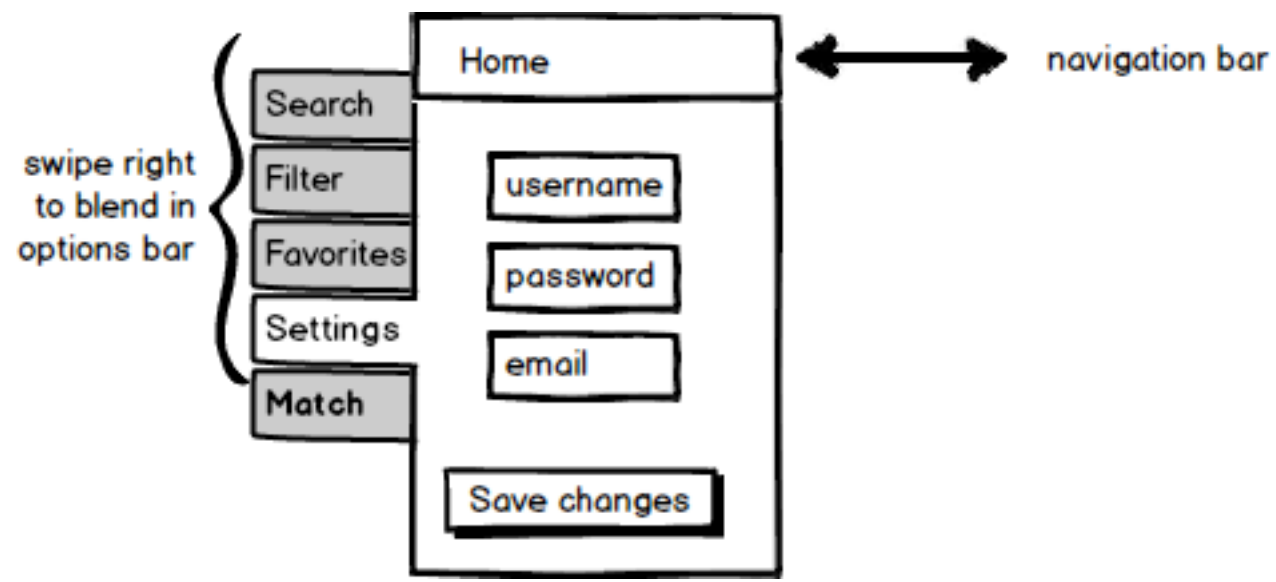 Home
navigation bar
Search
Filter
Favorites
Settings
Match
swipe right
to blend in
options bar
username
password
email
Save changes